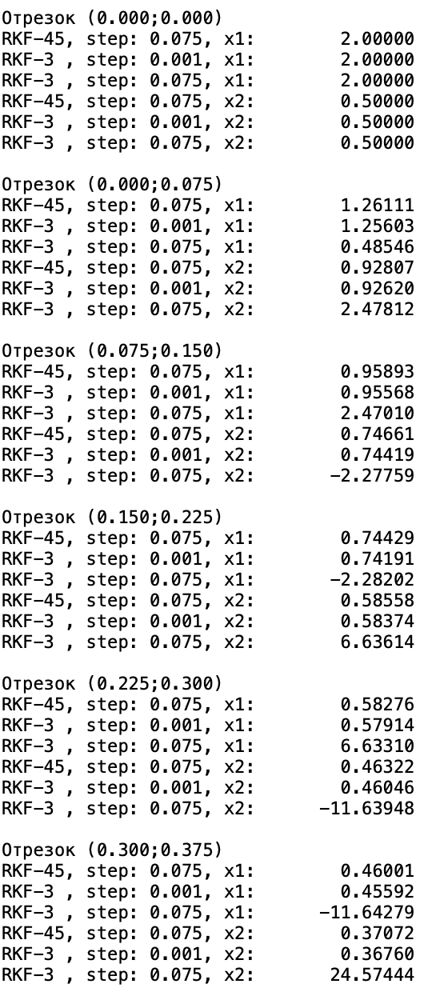 Отрезок (0.000;0.000)
RKF-45, step: 0.075, x1: 2.00000
RKF-3 , step: 0.001, x1: 2.00000
RKF-3 , step: 0.075, x1: 2.00000
RKF-45, step: 0.075, x2: 0.50000
RKF-3 , step: 0.001, x2: 0.50000
RKF-3 , step: 0.075, x2: 0.50000
Отрезок (0.000;0.075)
RKF-45, step: 0.075, x1: 1.26111
RKF-3 , step: 0.001, x1: 1.25603
RKF-3 , step: 0.075, x1: 0.48546
RKF-45, step: 0.075, x2: 0.92807
RKF-3 , step: 0.001, x2: 0.92620
RKF-3 , step: 0.075, x2: 2.47812
Отрезок (0.075;0.150)
RKF-45, step: 0.075, x1: 0.95893
RKF-3 , step: 0.001, x1: 0.95568
RKF-3 , step: 0.075, x1: 2.47010
RKF-45, step: 0.075, x2: 0.74661
RKF-3 , step: 0.001, x2: 0.74419
RKF-3 , step: 0.075, x2: -2.27759
Отрезок (0.150;0.225)
RKF-45, step: 0.075, x1: 0.74429
RKF-3 , step: 0.001, x1: 0.74191
RKF-3 , step: 0.075, x1: -2.28202
RKF-45, step: 0.075, x2: 0.58558
RKF-3 , step: 0.001, x2: 0.58374
RKF-3 , step: 0.075, x2: 6.63614
Отрезок (0.225;0.300)
RKF-45, step: 0.075, x1: 0.58276
RKF-3 , step: 0.001, x1: 0.57914
RKF-3 , step: 0.075, x1: 6.63310
RKF-45, step: 0.075, x2: 0.46322
RKF-3 , step: 0.001, x2: 0.46046
RKF-3 , step: 0.075, x2: -11.63948
Отрезок (0.300;0.375)
RKF-45, step: 0.075, x1: 0.46001
RKF-3 , step: 0.001, x1: 0.45592
RKF-3 , step: 0.075, x1: -11.64279
RKF-45, step: 0.075, x2: 0.37072
RKF-3 , step: 0.001, x2: 0.36760
RKF-3 , step: 0.075, x2: 24.57444